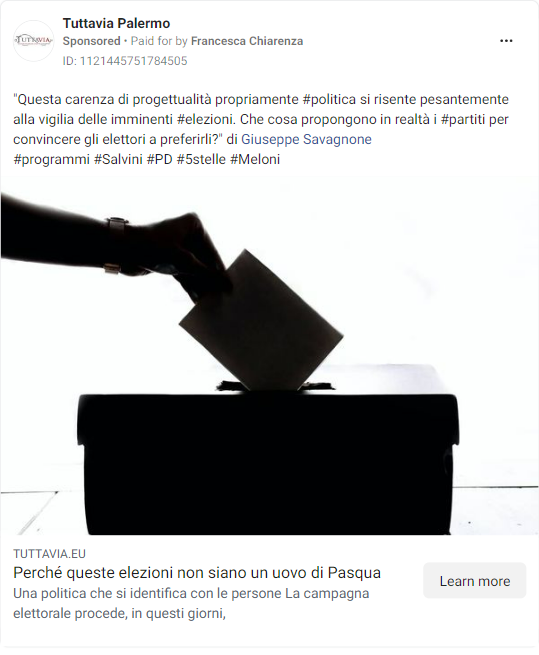 TUTTAVIA
Tuttavia Palermo
Sponsored • Paid for by Francesca Chiarenza
ID: 1121445751784505
"Questa carenza di progettualità propriamente #politica si risente pesantemente
alla vigilia delle imminenti #elezioni. Che cosa propongono in realtà i #partiti per
convincere gli elettori a preferirli?" di Giuseppe Savagnone
#programmi #Salvini #PD #5stelle #Meloni
TUTTAVIA.EU
Perché queste elezioni non siano un uovo di Pasqua
Una politica che si identifica con le persone La campagna
elettorale procede, in questi giorni,
Learn more